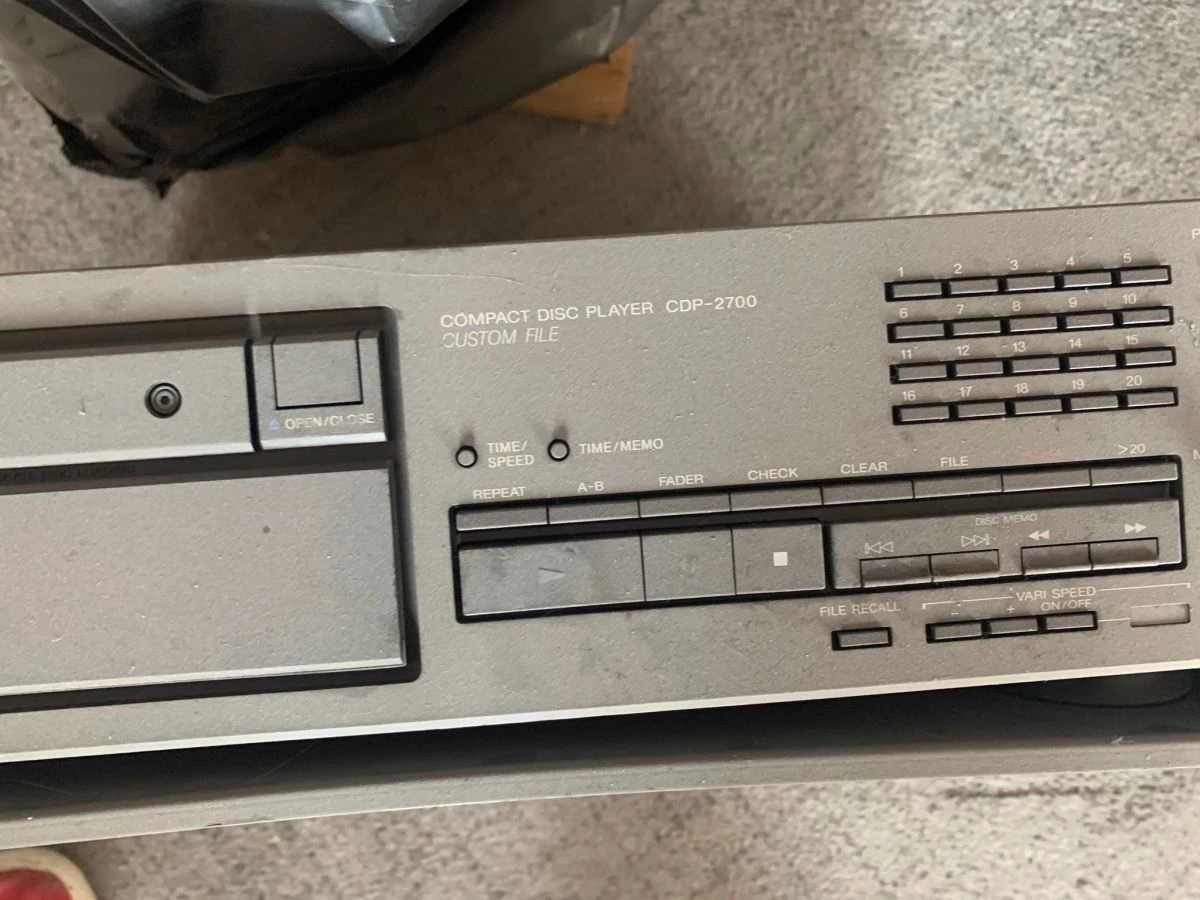 COMPACT DISC PLAYER CDP-2700
CUSTOM FILE
OPEN/CLOSE
TIME/
SPEED
TIME/MEMO
1 2 3 4 5
6 7 8 9 10
11 12 13 14 15
16 17 18 19 20
REPEAT A-B FADER CHECK CLEAR FILE >20
DISC MEMO
FILE RECALL
VARI SPEED
- + ON/OFF
P
M